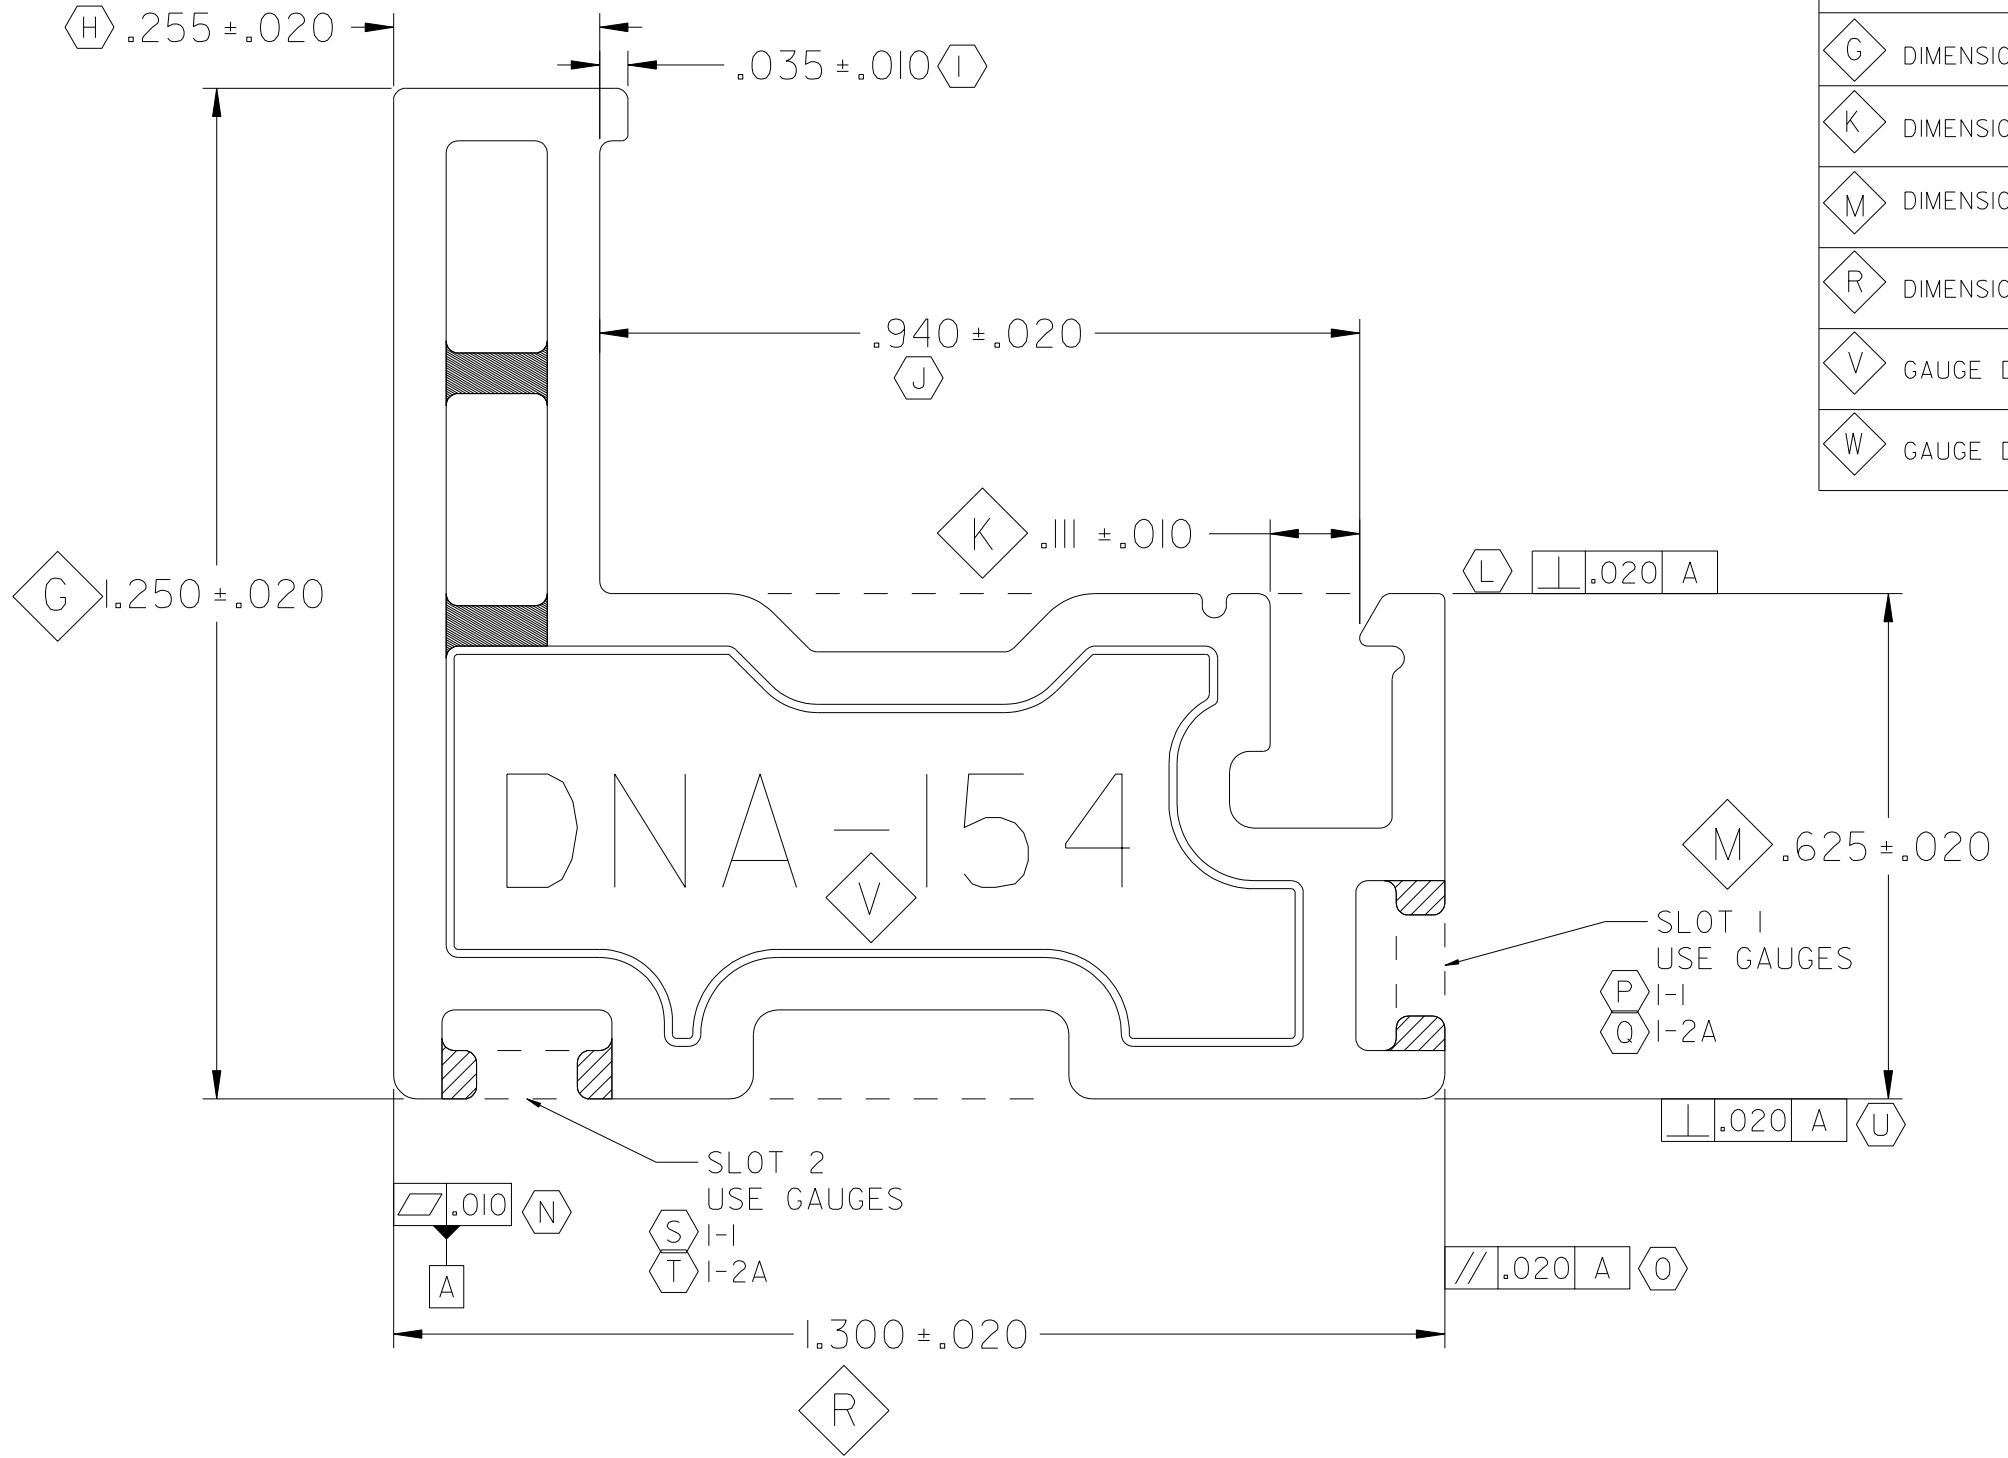 H .255 ±.020
.035 ±.010 I
G DIMENSIO
K DIMENSIO
M DIMENSIO
R DIMENSIO
V GAUGE D
W GAUGE D
.940 ±.020
J
K .111 ±.010
L ⊥ .020 A
G 1.250 ±.020
DNA-154
V
M .625 ±.020
SLOT 1
USE GAUGES
P 1-1
Q 1-2A
⊥ .020 A U
SLOT 2
USE GAUGES
S 1-1
T 1-2A
⏥ .010 N
A
// .020 A O
1.300 ±.020
R